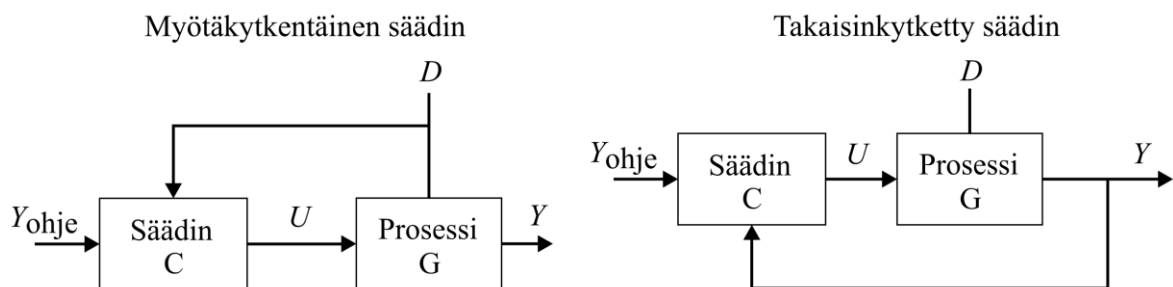 Myötäkytkentäinen säädin
D
Yohje
Säädin
C
U
Prosessi
G
Y
Takaisinkytketty säädin
D
Yohje
Säädin
C
U
Prosessi
G
Y